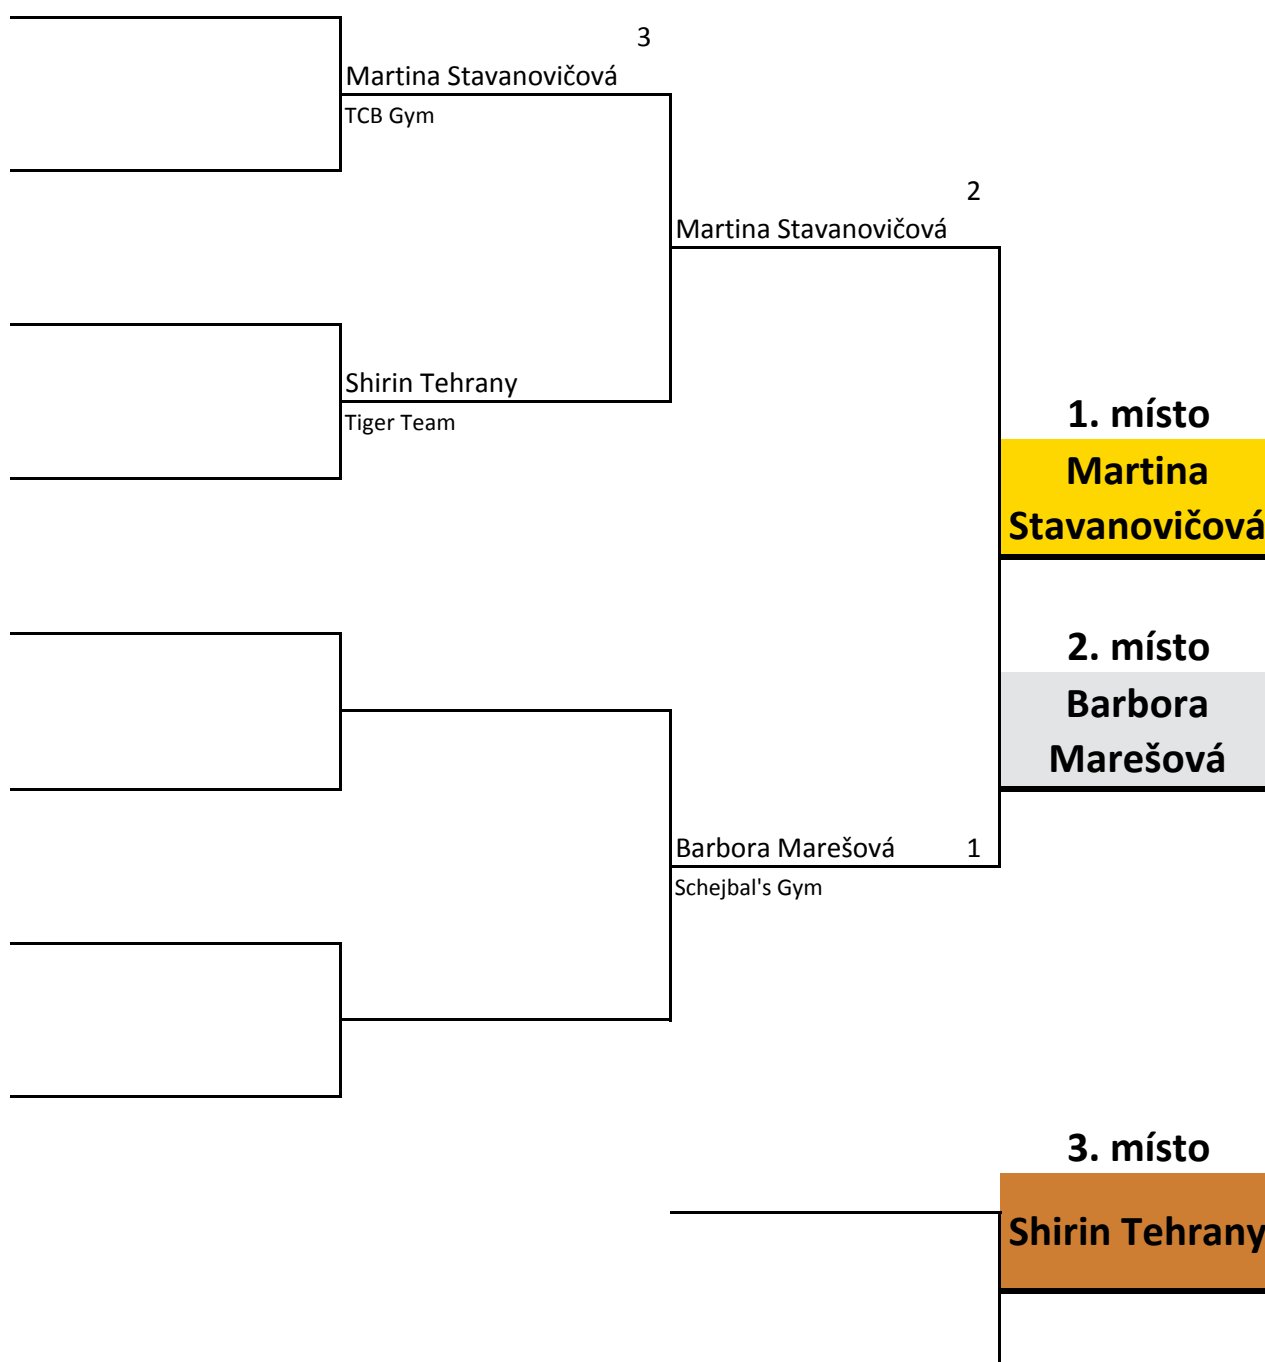 3
Martina Stavanovičová
TCB Gym
2
Martina Stavanovičová
Shirin Tehrany
Tiger Team
1. místo
Martina
Stavanovičová
2. místo
Barbora
Marešová
Barbora Marešová 1
Schejbal's Gym
3. místo
Shirin Tehrany